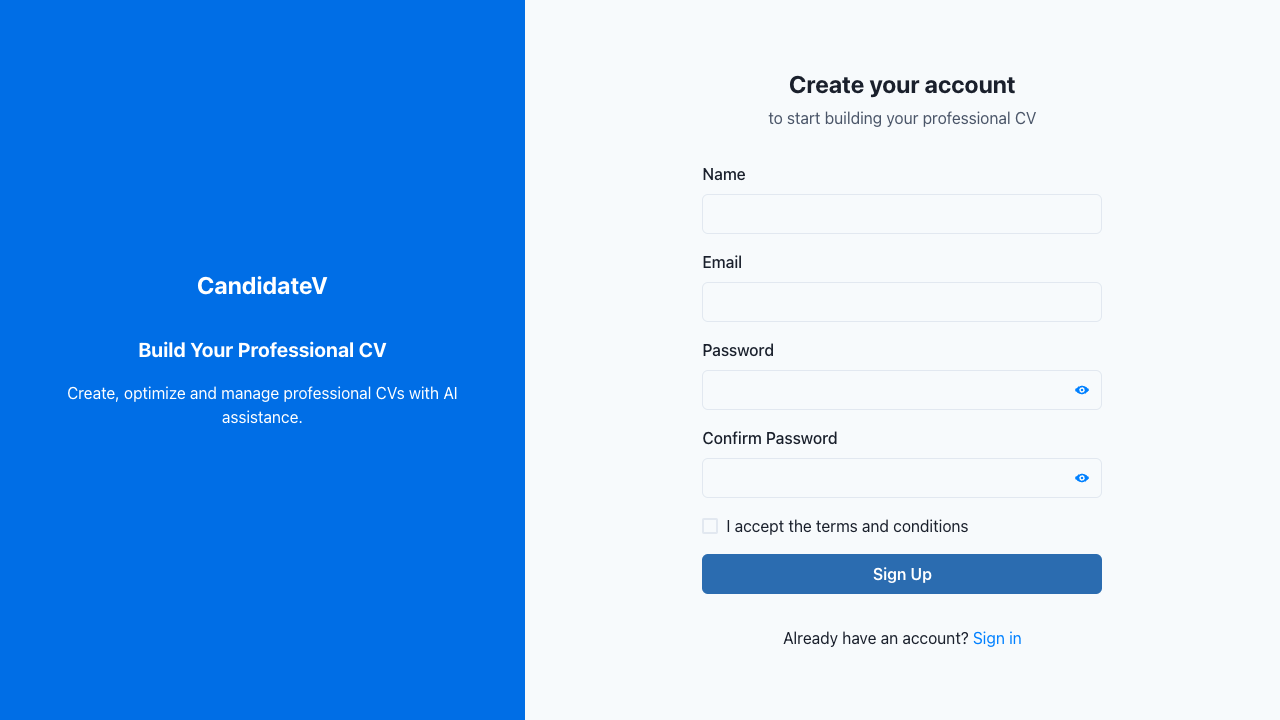 CandidateV
Build Your Professional CV
Create, optimize and manage professional CVs with AI
assistance.
Create your account
to start building your professional CV
Name
Email
Password
Confirm Password
I accept the terms and conditions
Sign Up
Already have an account? Sign in